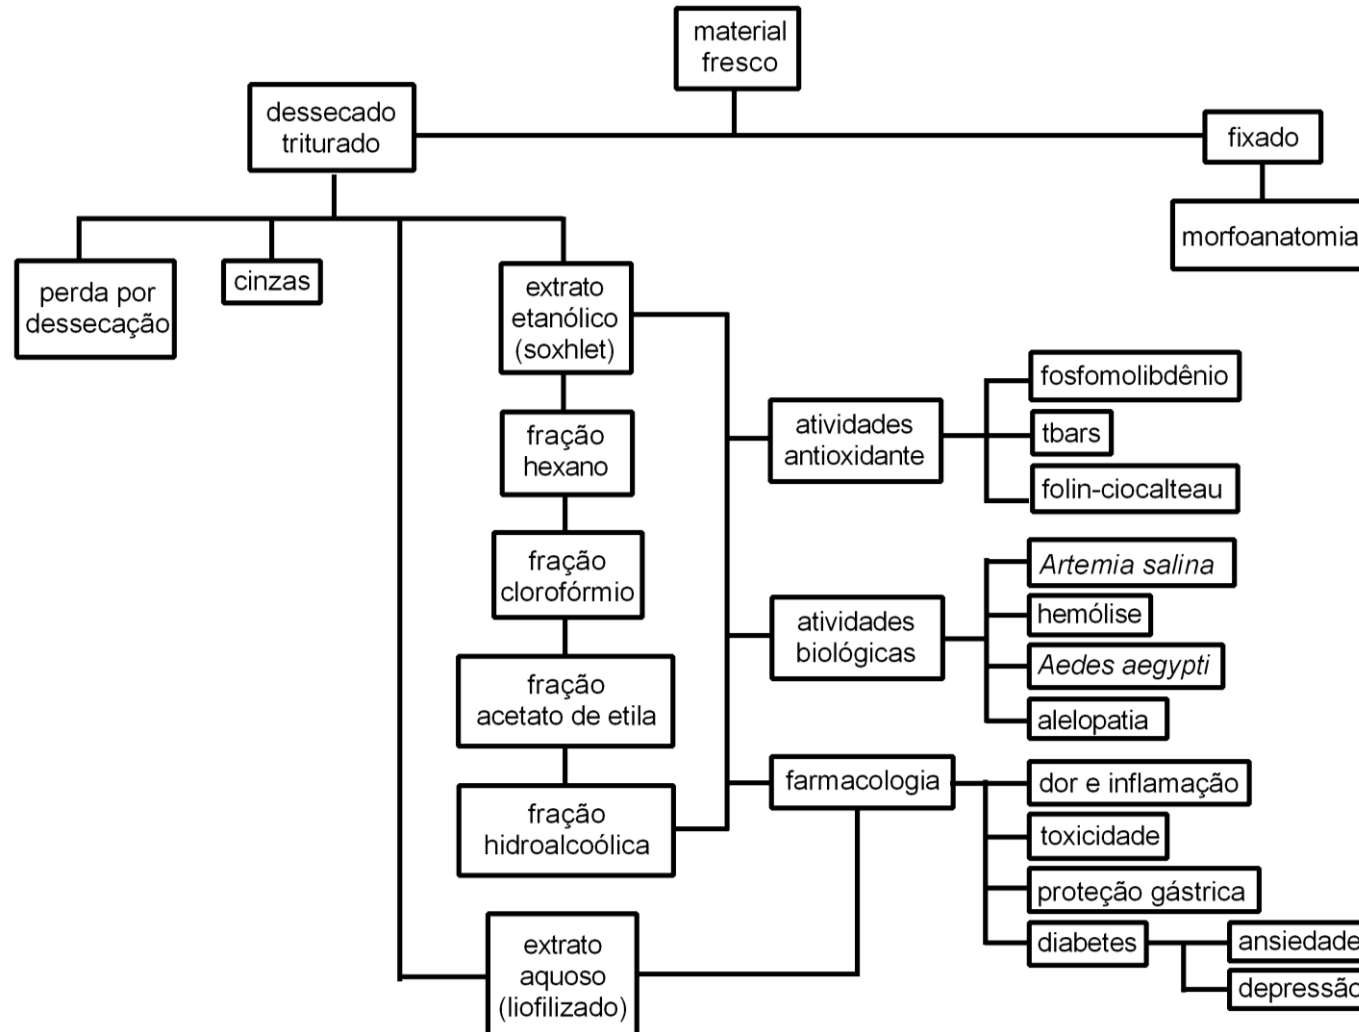 material
fresco
dessecado
triturado
fixado
morfoanatomia
perda por
dessecação
cinzas
extrato
etanólico
(soxhlet)
fração
hexano
fração
clorofórmio
fração
acetato de etila
fração
hidroalcoólica
extrato
aquoso
(liofilizado)
atividades
antioxidante
fosfomolibdênio
tbars
folin-ciocalteau
atividades
biológicas
Artemia salina
hemólise
Aedes aegypti
alelopatia
farmacologia
dor e inflamação
toxicidade
proteção gástrica
diabetes
ansiedade
depressão